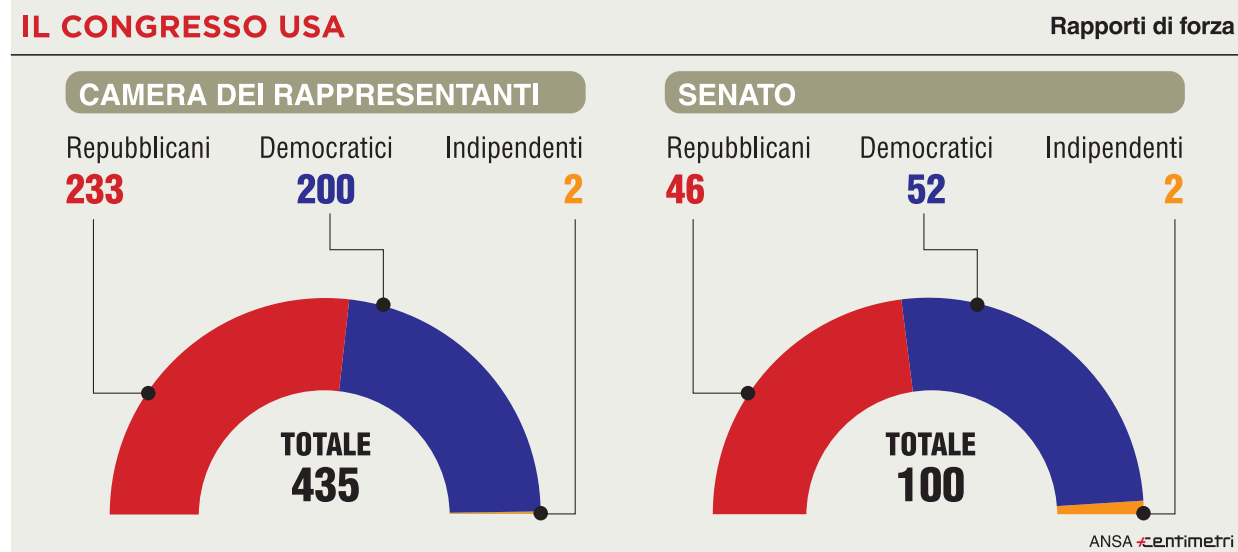 IL CONGRESSO USA
Rapporti di forza
CAMERA DEI RAPPRESENTANTI
Repubblicani Democratici Indipendenti
233 200 2
TOTALE
435
SENATO
Repubblicani Democratici Indipendenti
46 52 2
TOTALE
100
ANSA centimetri